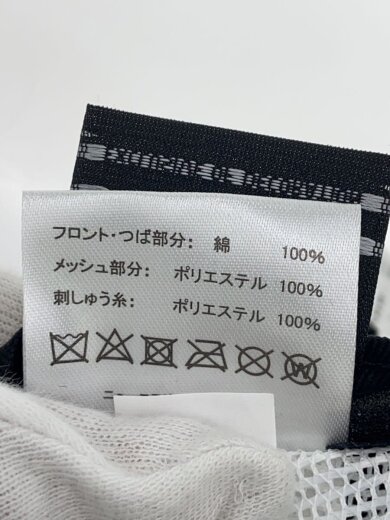 フロント・つば部分： 綿 100%
メッシュ部分： ポリエステル 100%
刺しゅう糸： ポリエステル 100%